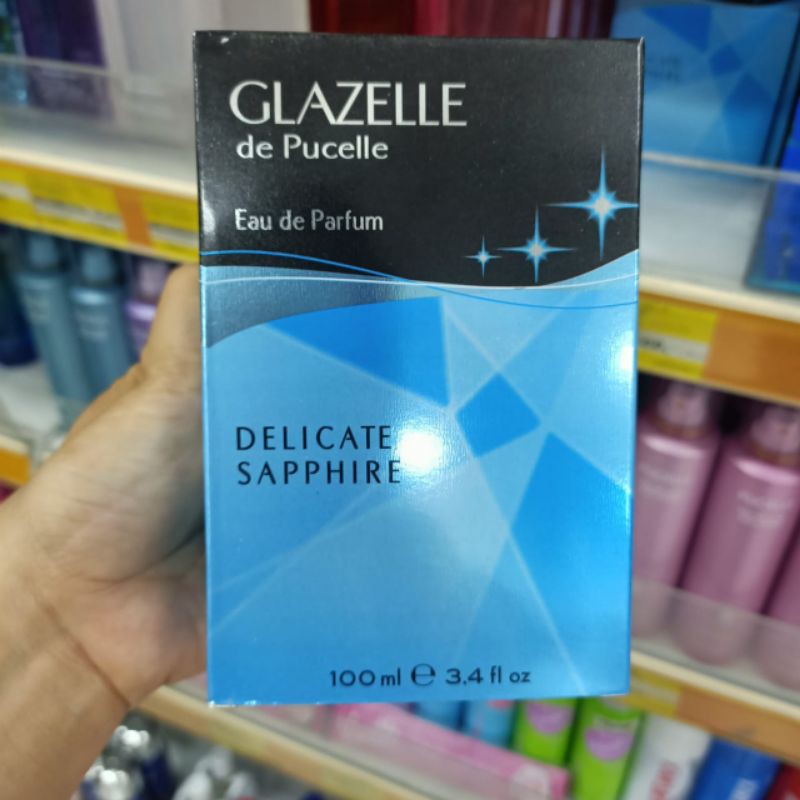 GLAZELLE
de Pucelle
Eau de Parfum
DELICATE
SAPPHIRE
100 ml ℮ 3.4 fl oz